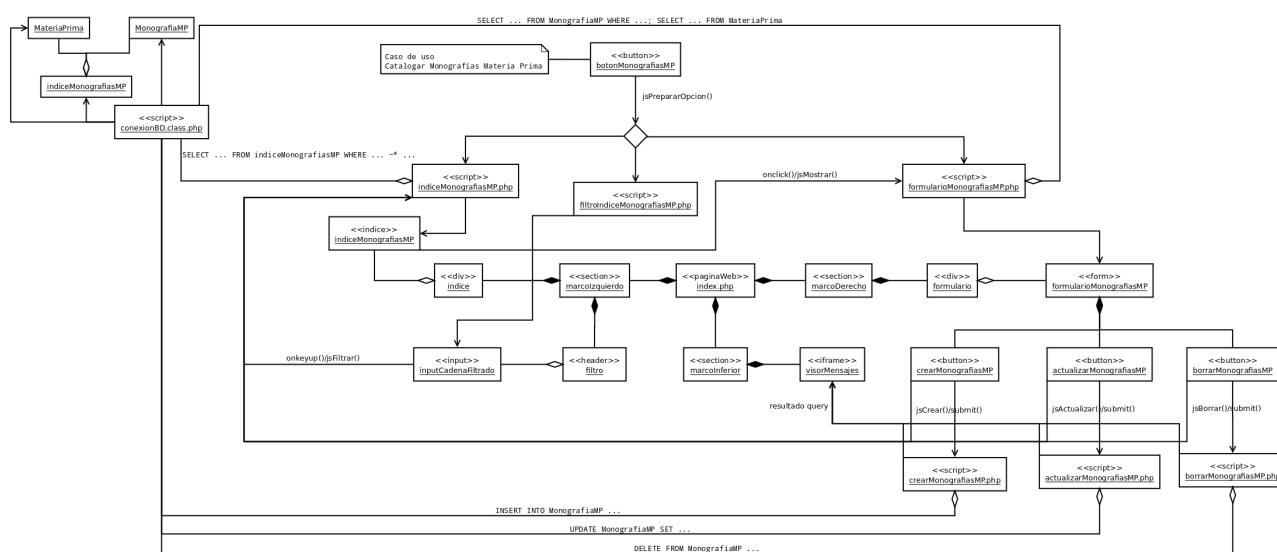 SELECT ... FROM MonografiaMP WHERE ...; SELECT ... FROM MateriaPrima
MateriaPrima
MonografiaMP
Caso de uso
Catalogar Monografías Materia Prima
<<button>>
botonMonografiasMP
indiceMonografiasMP
jsPrepararOpcion()
<<script>>
conexionBD.class.php
SELECT ... FROM indiceMonografiasMP WHERE ... ~* ...
<<script>>
indiceMonografiasMP.php
<<script>>
filtroIndiceMonografiasMP.php
onclick()/jsMostrar()
<<script>>
formularioMonografiasMP.php
<<indice>>
indiceMonografiasMP
<<div>>
indice
<<section>>
marcoIzquierdo
<<paginaWeb>>
index.php
<<section>>
marcoDerecho
<<div>>
formulario
<<form>>
formularioMonografiasMP
onkeyup()/jsFiltrar()
<<input>>
inputCadenaFiltrado
<<header>>
filtro
<<section>>
marcoInferior
<<iframe>>
visorMensajes
<<button>>
crearMonografiasMP
<<button>>
actualizarMonografiasMP
<<button>>
borrarMonografiasMP
resultado query
jsCrear()/submit()
jsActualizar()/submit()
jsBorrar()/submit()
<<script>>
crearMonografiasMP.php
<<script>>
actualizarMonografiasMP.php
<<script>>
borrarMonografiasMP.php
INSERT INTO MonografiaMP ...
UPDATE MonografiaMP SET ...
DELETE FROM MonografiaMP ...